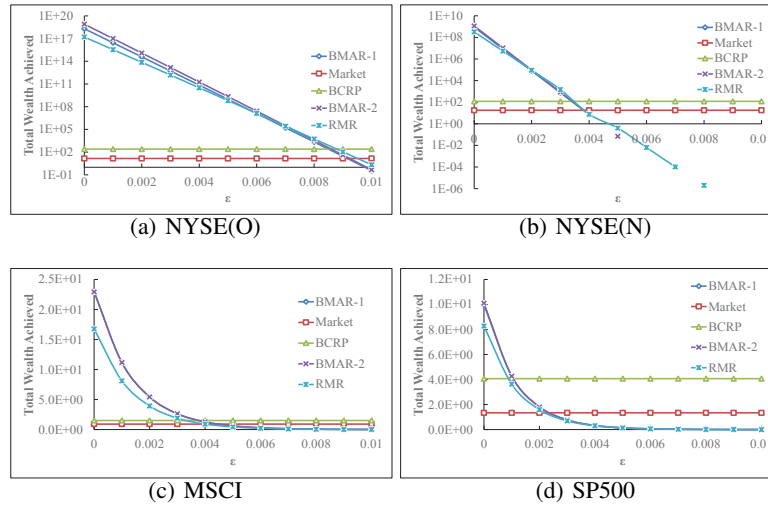 1E+20
1E+17
1E+14
1E+11
1E+08
1E+05
1E+02
1E-01
Total Wealth Achieved
0 0.002 0.004 0.006 0.008 0.01
ε
BMAR-1
Market
BCRP
BMAR-2
RMR
(a) NYSE(O)
1E+10
1E+08
1E+06
1E+04
1E+02
1E+00
1E-02
1E-04
1E-06
Total Wealth Achieved
0 0.002 0.004 0.006 0.008 0.0
ε
BMAR-1
Market
BCRP
BMAR-2
RMR
(b) NYSE(N)
2.5E+01
2.0E+01
1.5E+01
1.0E+01
5.0E+00
0.0E+00
Total Wealth Achieved
0 0.002 0.004 0.006 0.008 0.01
ε
BMAR-1
Market
BCRP
BMAR-2
RMR
(c) MSCI
1.2E+01
1.0E+01
8.0E+00
6.0E+00
4.0E+00
2.0E+00
0.0E+00
Total Wealth Achieved
0 0.002 0.004 0.006 0.008 0.0
ε
BMAR-1
Market
BCRP
BMAR-2
RMR
(d) SP500